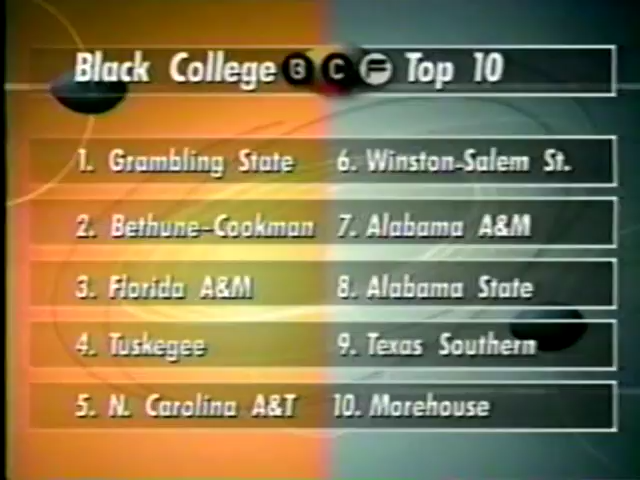 Black College B C F Top 10
1. Grambling State
2. Bethune-Cookman
3. Florida A&M
4. Tuskegee
5. N. Carolina A&T
6. Winston-Salem St.
7. Alabama A&M
8. Alabama State
9. Texas Southern
10. Morehouse